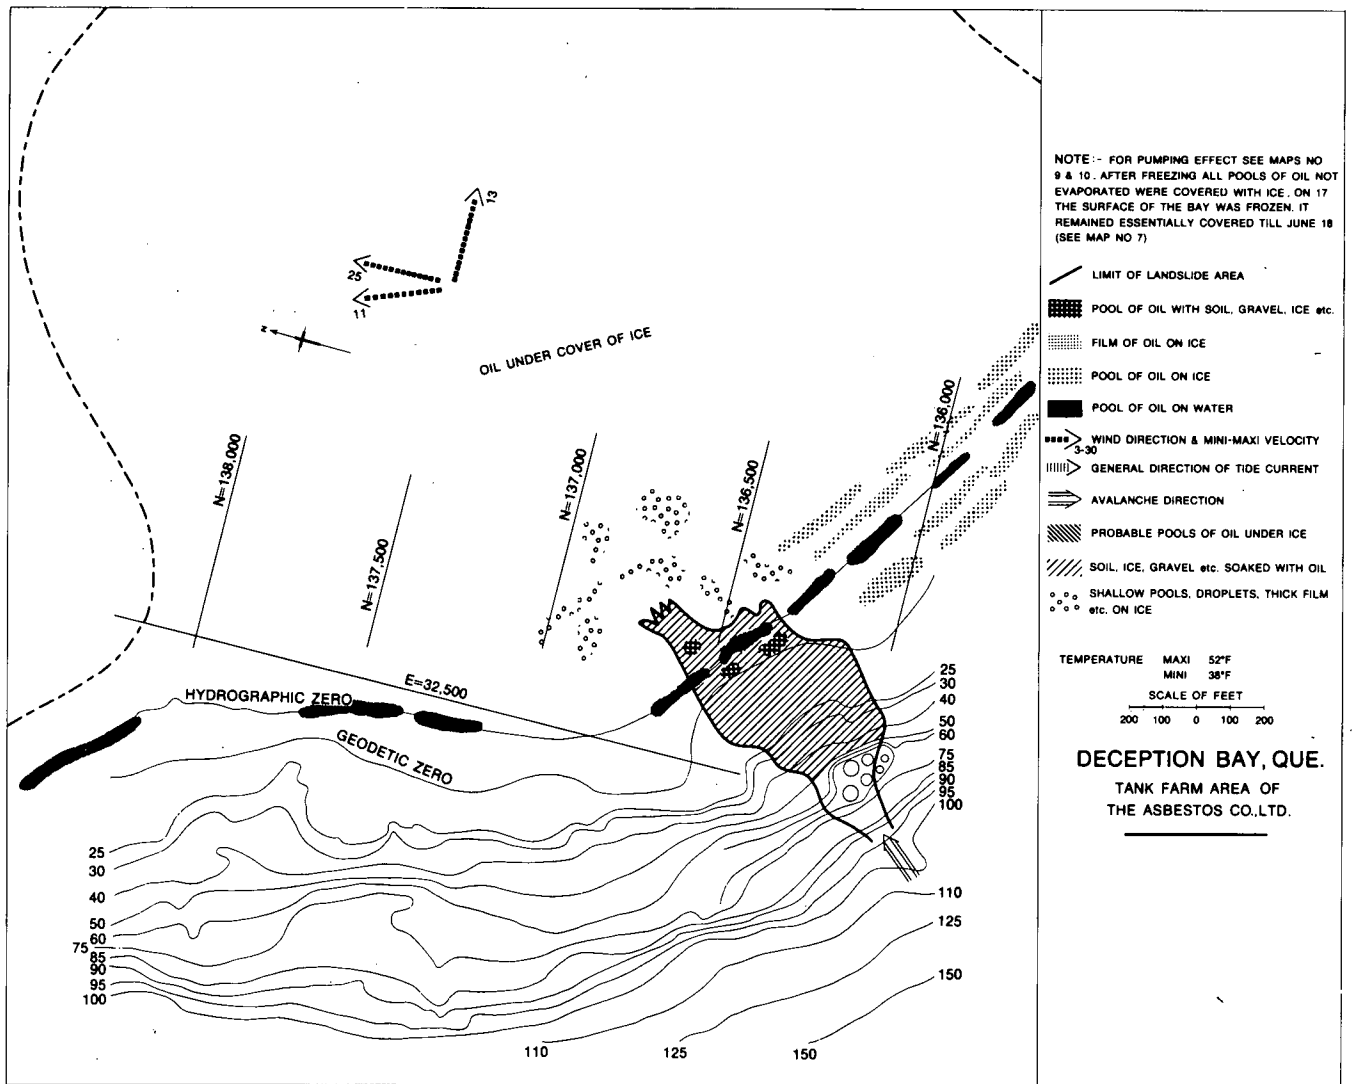 13
25
11
N
OIL UNDER COVER OF ICE
N=138,000
N=137,500
N=137,000
N=136,500
N=136,000
E=32,500
HYDROGRAPHIC ZERO
GEODETIC ZERO
25
30
40
50
60
75
85
90
95
100
25
30
40
50
60
75
85
90
95
100
110
125
150
110
125
150
NOTE:- FOR PUMPING EFFECT SEE MAPS NO
9 & 10. AFTER FREEZING ALL POOLS OF OIL NOT
EVAPORATED WERE COVERED WITH ICE. ON 17
THE SURFACE OF THE BAY WAS FROZEN. IT
REMAINED ESSENTIALLY COVERED TILL JUNE 18
(SEE MAP NO 7)
LIMIT OF LANDSLIDE AREA
POOL OF OIL WITH SOIL, GRAVEL, ICE etc.
FILM OF OIL ON ICE
POOL OF OIL ON ICE
POOL OF OIL ON WATER
WIND DIRECTION & MINI-MAXI VELOCITY
3-30
GENERAL DIRECTION OF TIDE CURRENT
AVALANCHE DIRECTION
PROBABLE POOLS OF OIL UNDER ICE
SOIL, ICE, GRAVEL etc. SOAKED WITH OIL
SHALLOW POOLS, DROPLETS, THICK FILM
etc. ON ICE
TEMPERATURE MAXI 52°F
MINI 38°F
SCALE OF FEET
200 100 0 100 200
DECEPTION BAY, QUE.
TANK FARM AREA OF
THE ASBESTOS CO.,LTD.